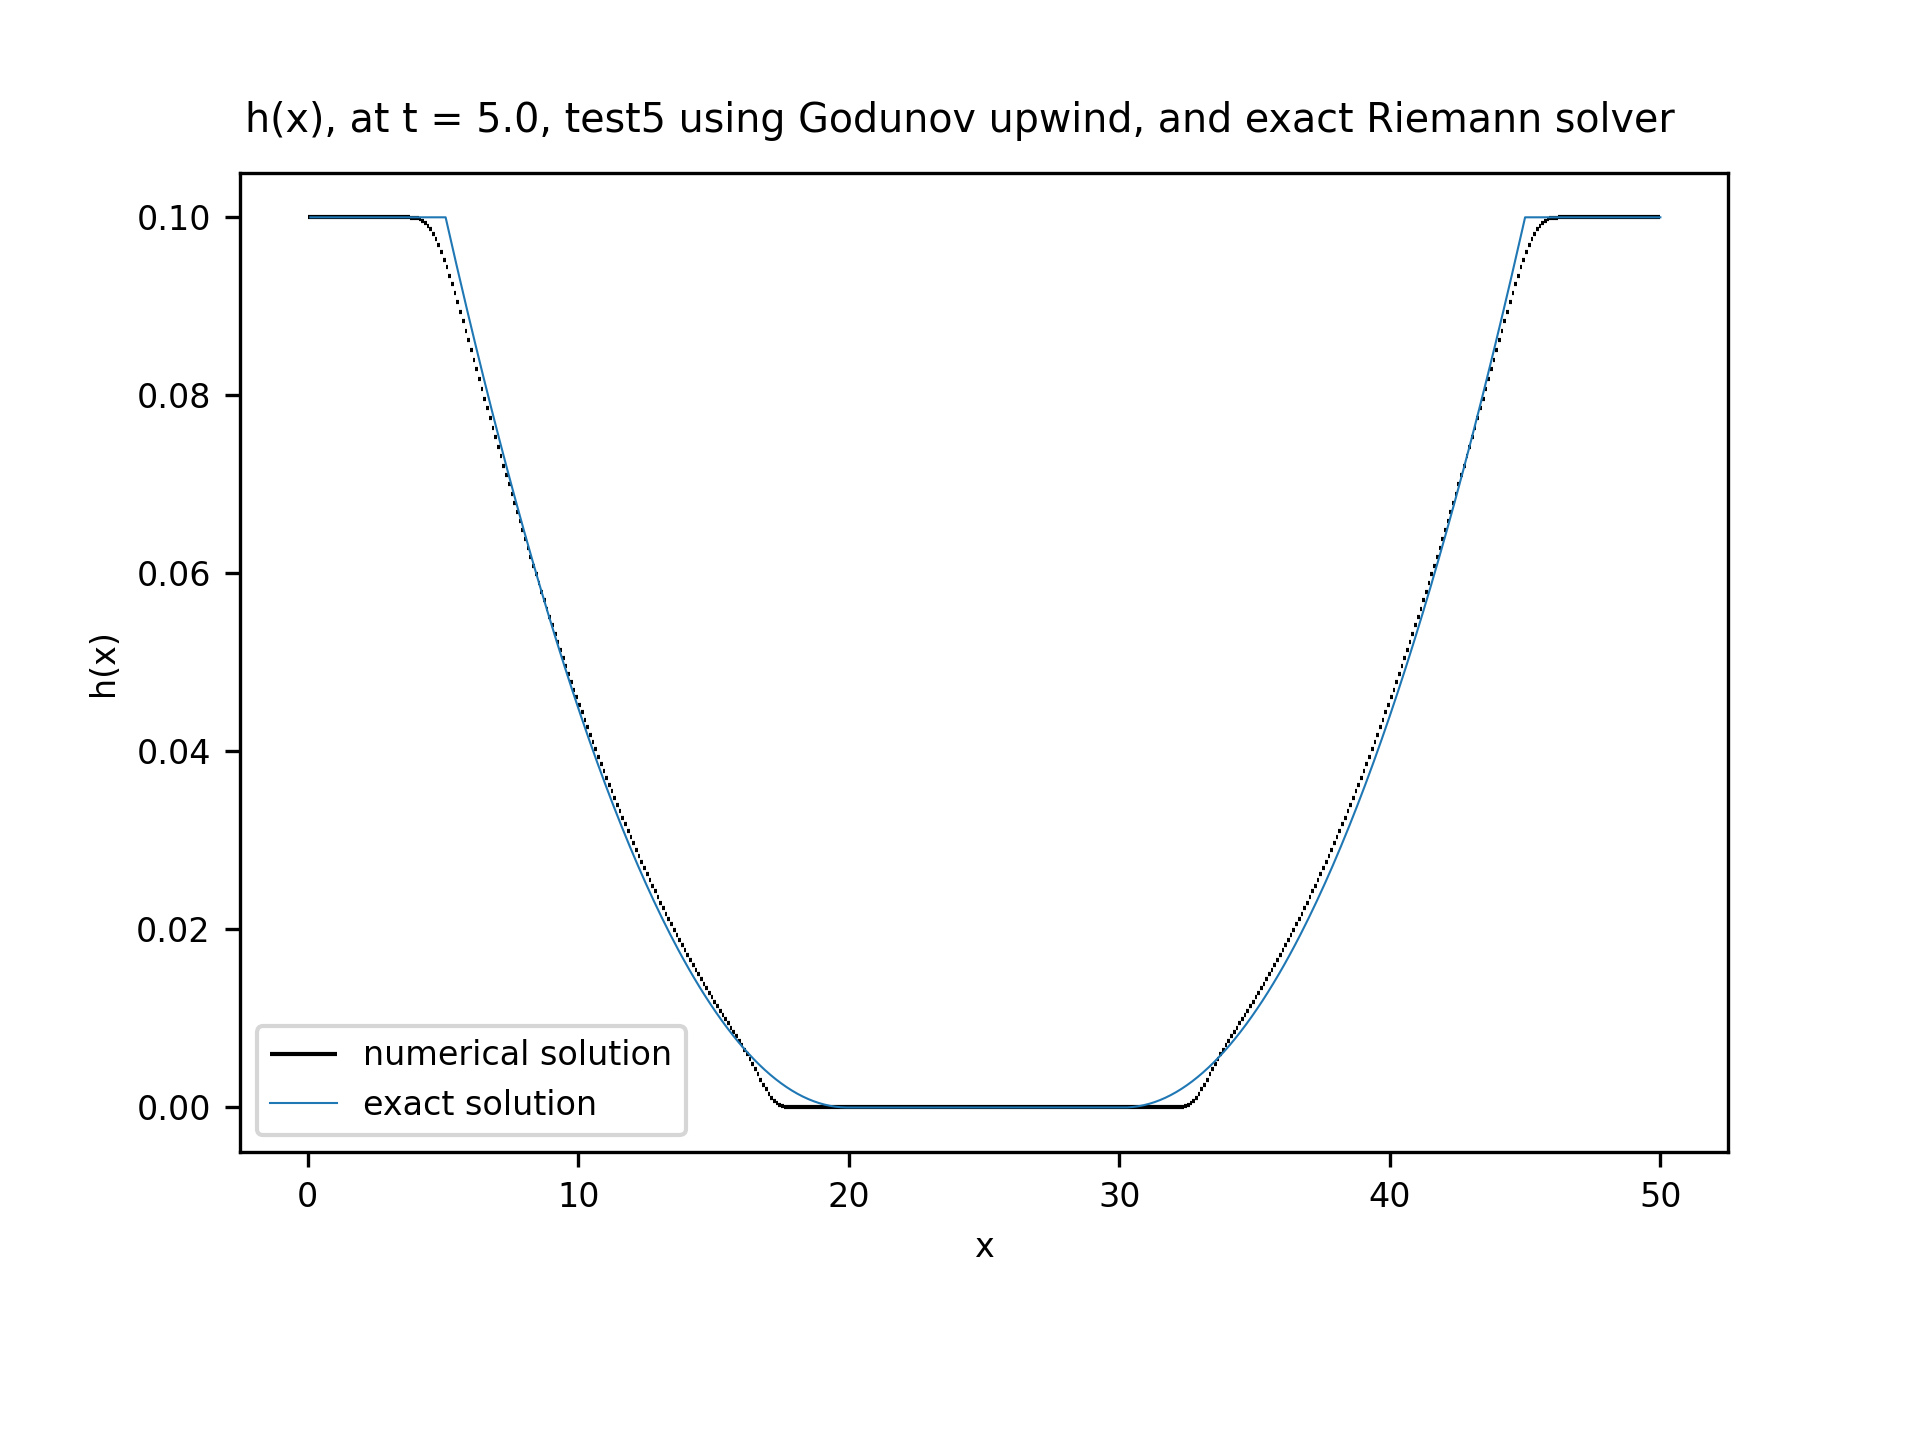 h(x), at t = 5.0, test5 using Godunov upwind, and exact Riemann solver
0.10
0.08
0.06
0.04
0.02
0.00
h(x)
numerical solution
exact solution
0 10 20 30 40 50
x